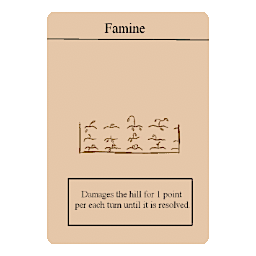 Famine
Damages the hall for 1 point
per each turn until it is resolved.